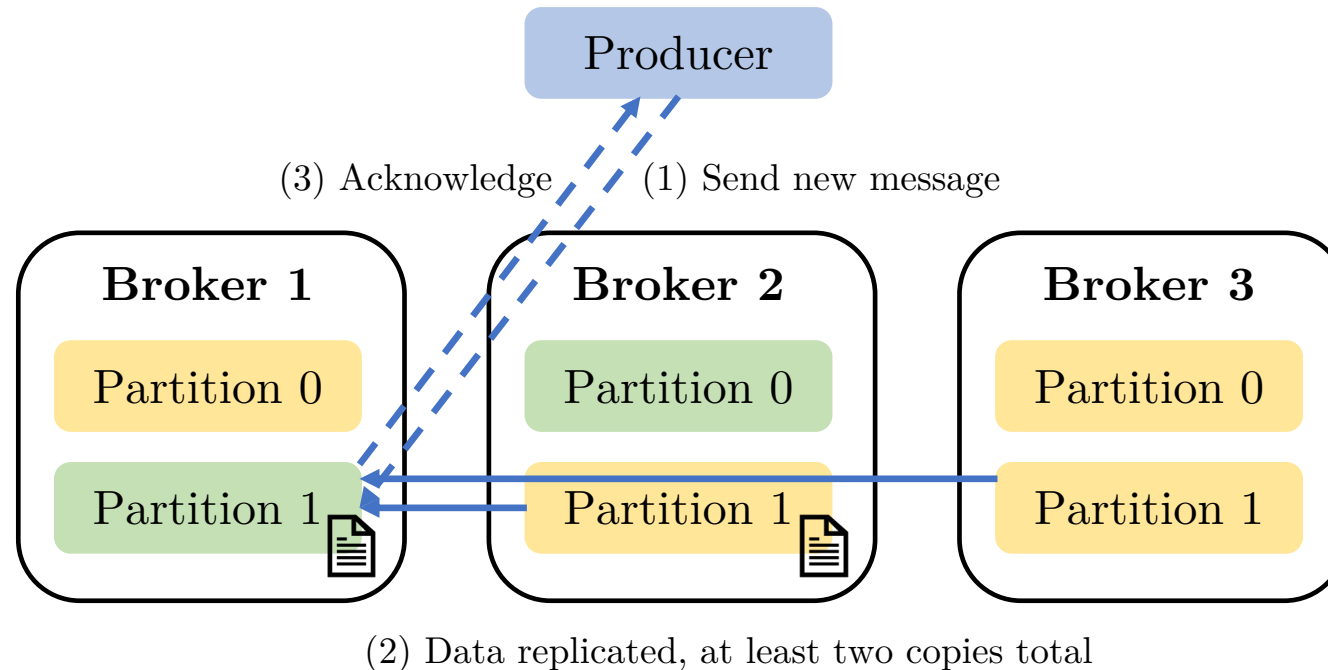 Producer
(3) Acknowledge
(1) Send new message
Broker 1
Broker 2
Broker 3
Partition 0
Partition 0
Partition 0
Partition 1
Partition 1
Partition 1
(2) Data replicated, at least two copies total